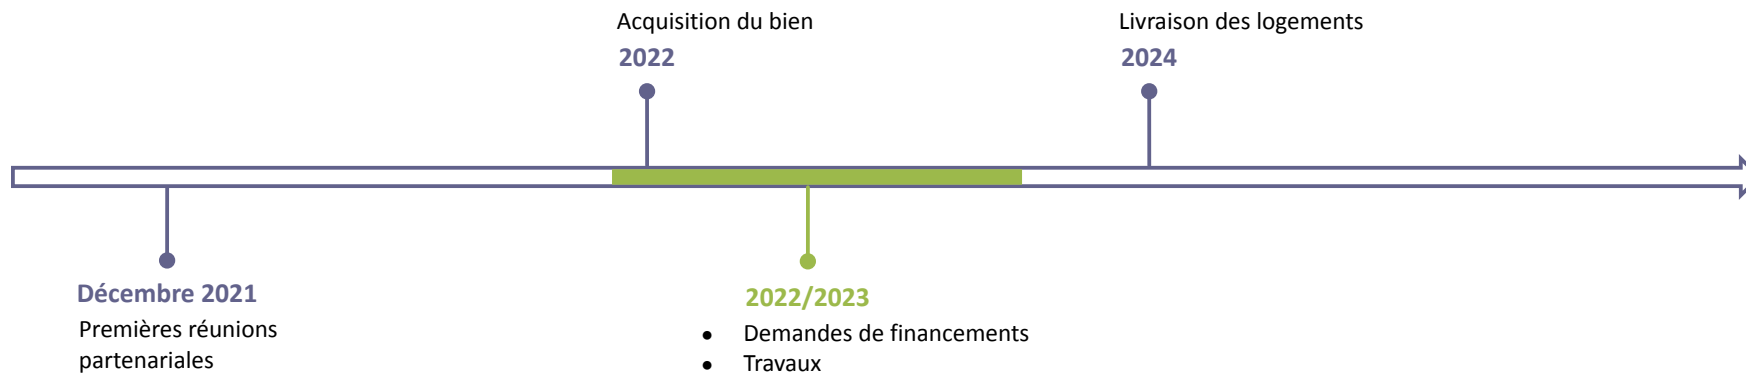 Acquisition du bien
2022
Livraison des logements
2024
Décembre 2021
Premières réunions
partenariales
2022/2023
● Demandes de financements
● Travaux